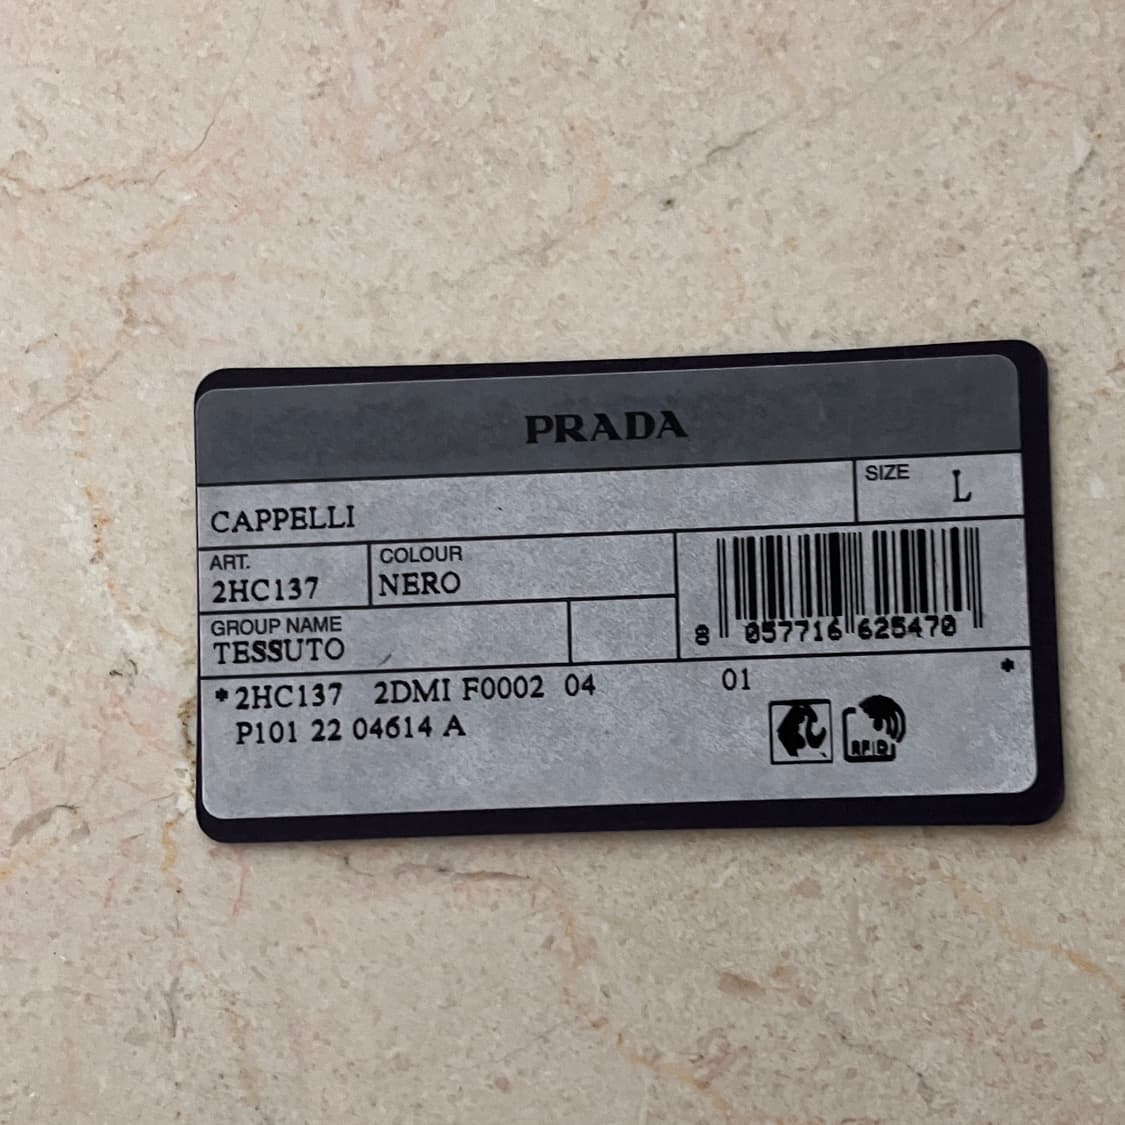 PRADA
CAPPELLI
SIZE L
ART.
2HC137
COLOUR
NERO
GROUP NAME
TESSUTO
8 057716 625470
*2HC137 2DMI F0002 04 01 *
P101 22 04614 A
RFID